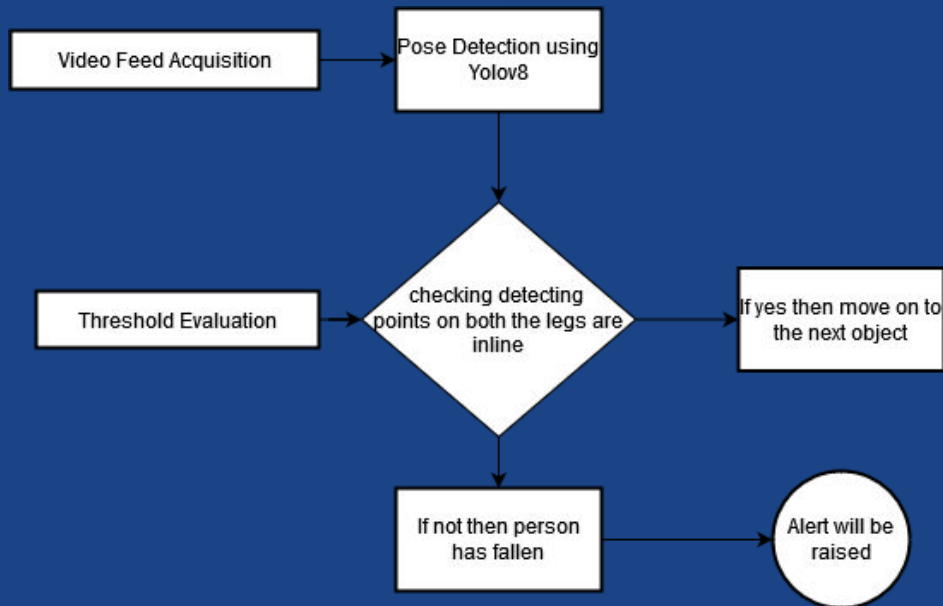 Video Feed Acquisition
Pose Detection using
Yolov8
checking detecting
points on both the legs are
inline
Threshold Evaluation
If yes then move on to
the next object
If not then person
has fallen
Alert will be
raised